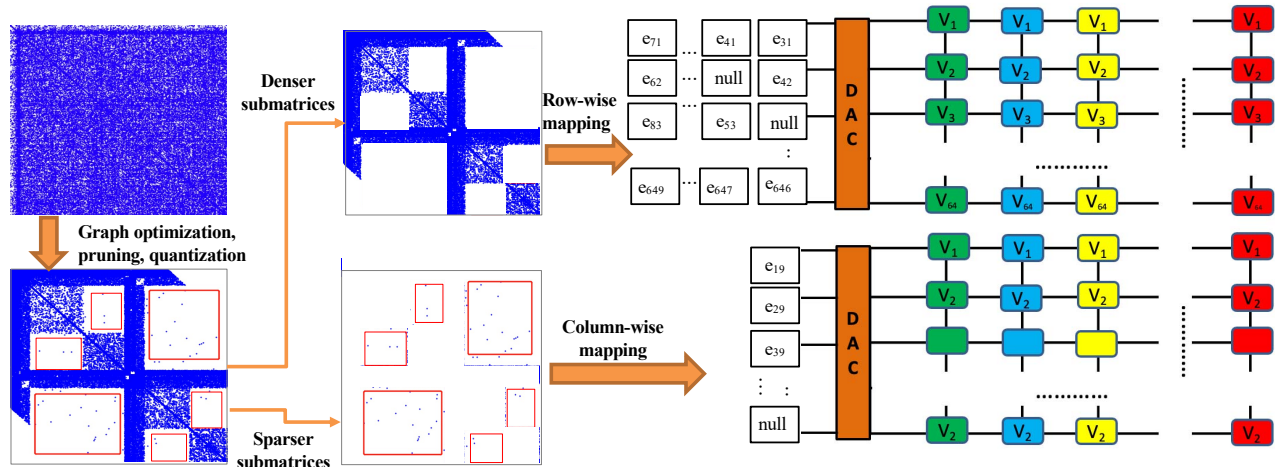 Graph optimization,
pruning, quantization
Denser
submatrices
Sparser
submatrices
Row-wise
mapping
Column-wise
mapping
e71 ... e41 e31
e62 ... null e42
e83 ... e53 null
:
e649 ... e647 e646
DAC
V1 V1 V1 V1
V2 V2 V2 V2
V3 V3 V3 V3
V64 V64 V64
e19
e29
e39
: :
null
DAC
V1 V1 V1 V1
V2 V2 V2 V2
V2 V2 V2 V2